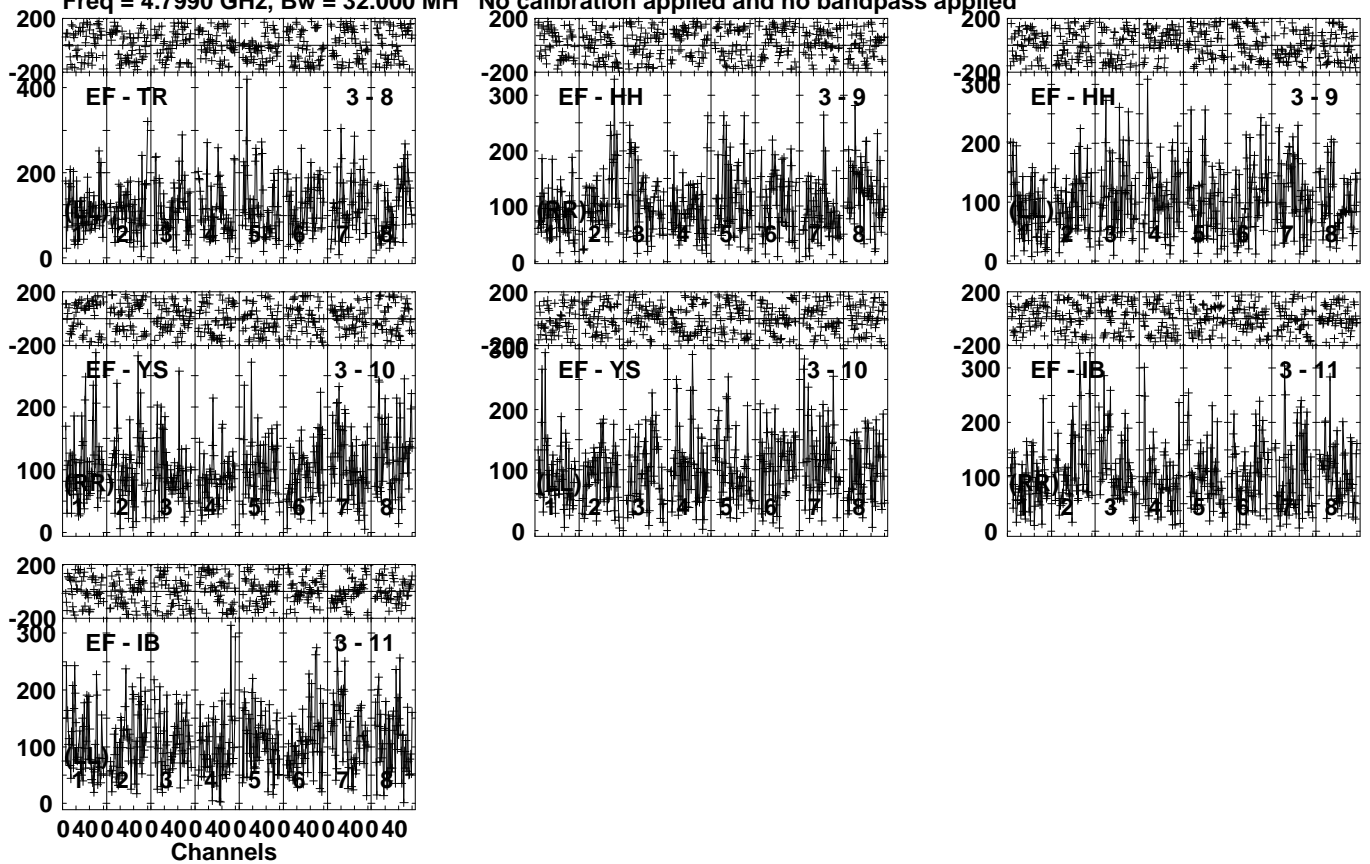 Freq = 4.7990 GHz, Bw = 32.000 MH No calibration applied and no bandpass applied
200 200 200
-200 -200 -200
400 EF - TR 3 - 8 300 EF - HH 3 - 9 300 EF - HH 3 - 9
200 200 200
100 100
(LL) (RR) (LL)
1 2 3 4 5 6 7 8 1 2 3 4 5 6 7 8 1 2 3 4 5 6 7 8
0 0 0
200 200 200
-200 -200 -200
EF - YS 3 - 10 300 EF - YS 3 - 10 300 EF - IB 3 - 11
200 200 200
100 100 100
(RR) (LL) (RR)
1 2 3 4 5 6 7 8 1 2 3 4 5 6 7 8 1 2 3 4 5 6 7 8
0 0 0
200
-200
300 EF - IB 3 - 11
200
100
(LL)
1 2 3 4 5 6 7 8
0
0 40 0 40 0 40 0 40 0 40 0 40 0 40 0 40
Channels